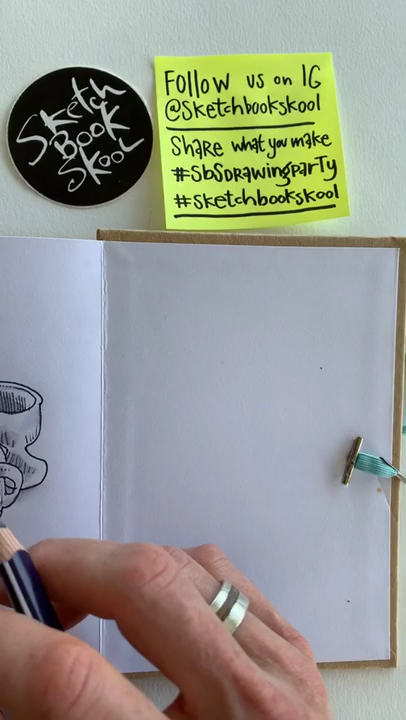 Sketch
Book
Skool
Follow us on IG
@Sketchbookskool
Share what you make
#SbSDrawingParty
#Sketchbookskool